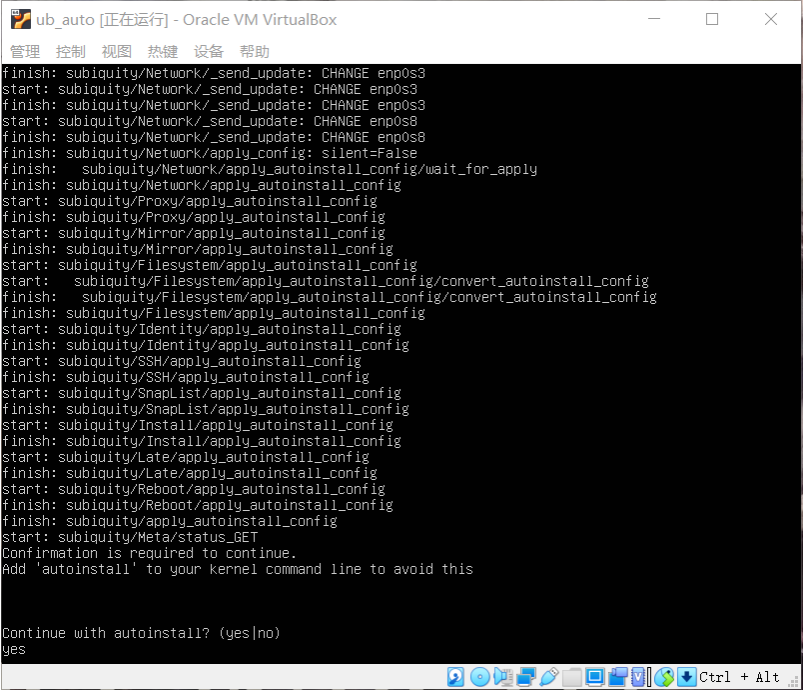 ub_auto [正在运行] - Oracle VM VirtualBox
管理 控制 视图 热键 设备 帮助
finish: subiquity/Network/_send_update: CHANGE enp0s3
start: subiquity/Network/_send_update: CHANGE enp0s3
finish: subiquity/Network/_send_update: CHANGE enp0s3
start: subiquity/Network/_send_update: CHANGE enp0s8
finish: subiquity/Network/_send_update: CHANGE enp0s8
finish: subiquity/Network/apply_config: silent=False
finish:   subiquity/Network/apply_autoinstall_config/wait_for_apply
finish: subiquity/Network/apply_autoinstall_config
start: subiquity/Proxy/apply_autoinstall_config
finish: subiquity/Proxy/apply_autoinstall_config
start: subiquity/Mirror/apply_autoinstall_config
finish: subiquity/Mirror/apply_autoinstall_config
start: subiquity/Filesystem/apply_autoinstall_config
start:   subiquity/Filesystem/apply_autoinstall_config/convert_autoinstall_config
finish:   subiquity/Filesystem/apply_autoinstall_config/convert_autoinstall_config
finish: subiquity/Filesystem/apply_autoinstall_config
start: subiquity/Identity/apply_autoinstall_config
finish: subiquity/Identity/apply_autoinstall_config
start: subiquity/SSH/apply_autoinstall_config
finish: subiquity/SSH/apply_autoinstall_config
start: subiquity/SnapList/apply_autoinstall_config
finish: subiquity/SnapList/apply_autoinstall_config
start: subiquity/Install/apply_autoinstall_config
finish: subiquity/Install/apply_autoinstall_config
start: subiquity/Late/apply_autoinstall_config
finish: subiquity/Late/apply_autoinstall_config
start: subiquity/Reboot/apply_autoinstall_config
finish: subiquity/Reboot/apply_autoinstall_config
finish: subiquity/apply_autoinstall_config
start: subiquity/Meta/status_GET
Confirmation is required to continue.
Add 'autoinstall' to your kernel command line to avoid this
Continue with autoinstall? (yes|no)
yes
Ctrl + Alt